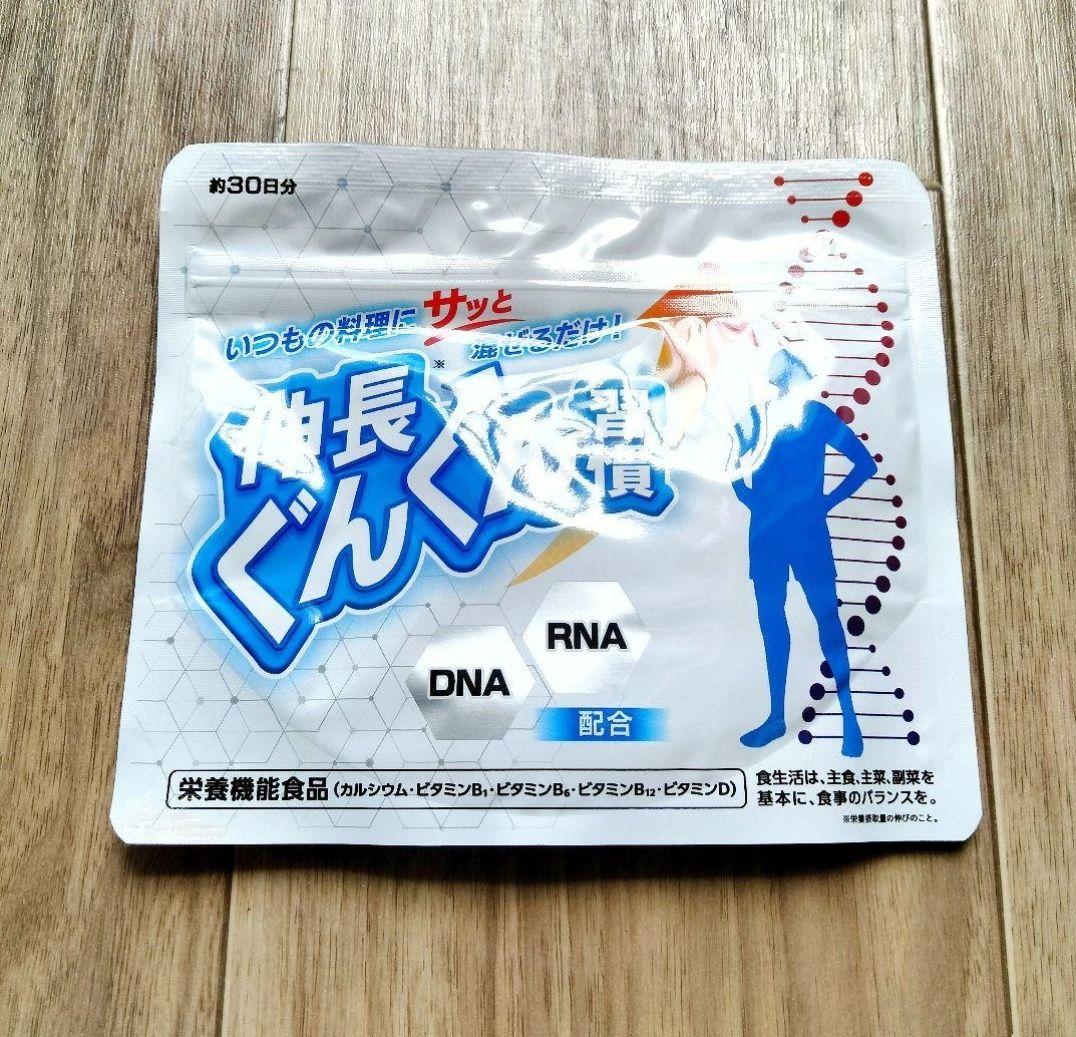 約30日分
いつもの料理に サッと
混ぜるだけ!
伸長※
ぐんぐん
習慣
RNA
DNA
配合
栄養機能食品(カルシウム・ビタミンB₁・ビタミンB₆・ビタミンB₁₂・ビタミンD)
食生活は、主食、主菜、副菜を
基本に、食事のバランスを。
※栄養摂取量の伸びのこと。